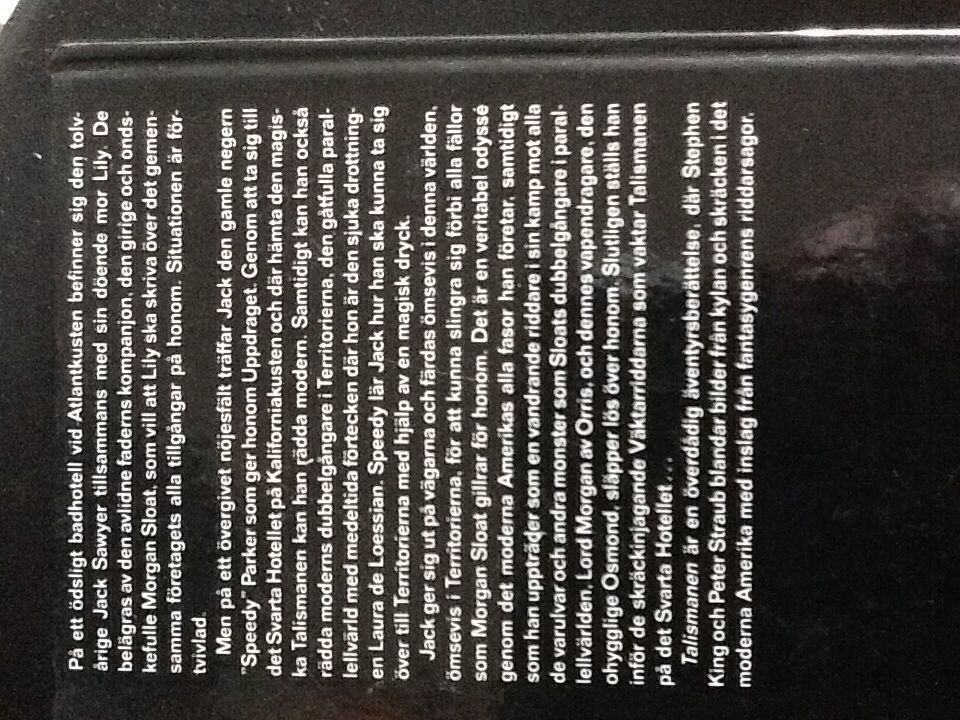 På ett ödsligt badhotell vid Atlantkusten befinner sig den tolv-
årige Jack Sawyer tillsammans med sin döende mor Lily. De
belägras av den avlidne faderns kompanjon, den girige och onds-
kefulle Morgan Sloat, som vill att Lily ska skriva över det gemen-
samma företagets alla tillgångar på honom. Situationen är för-
tvivlad.
Men på ett övergivet nöjesfält träffar Jack den gamle negern
"Speedy" Parker som ger honom Uppdraget. Genom att ta sig till
det Svarta Hotellet på Kaliforniakusten och där hämta den magis-
ka Talismanen kan han rädda modern. Samtidigt kan han också
rädda moderns dubbelgångare i Territorierna, den gåtfulla paral-
lellvärld med medeltida förtecken där hon är den sjuka drottning-
en Laura de Loessian. Speedy lär Jack hur han ska kunna ta sig
över till Territorierna med hjälp av en magisk dryck.
Jack ger sig ut på vägarna och färdas ömsevis i denna världen,
ömsevis i Territorierna, för att kunna slingra sig förbi alla fällor
som Morgan Sloat gillrar för honom. Det är en veritabel odyssé
genom det moderna Amerikas alla fasor han företar, samtidigt
som han uppträder som en vandrande riddare i sin kamp mot alla
de varulvar och andra monster som Sloats dubbelgångare i paral-
lellvärlden, Lord Morgan av Orris, och dennes vapendragare, den
ohygglige Osmond, släpper lös över honom. Slutligen ställs han
inför de skräckinjagande Väktarriddarna som vaktar Talismanen
på det Svarta Hotellet...
Talismanen är en överdådig äventyrsberättelse, där Stephen
King och Peter Straub blandar bilder från kylan och skräcken i det
moderna Amerika med inslag från fantasygenrens riddarsagor.